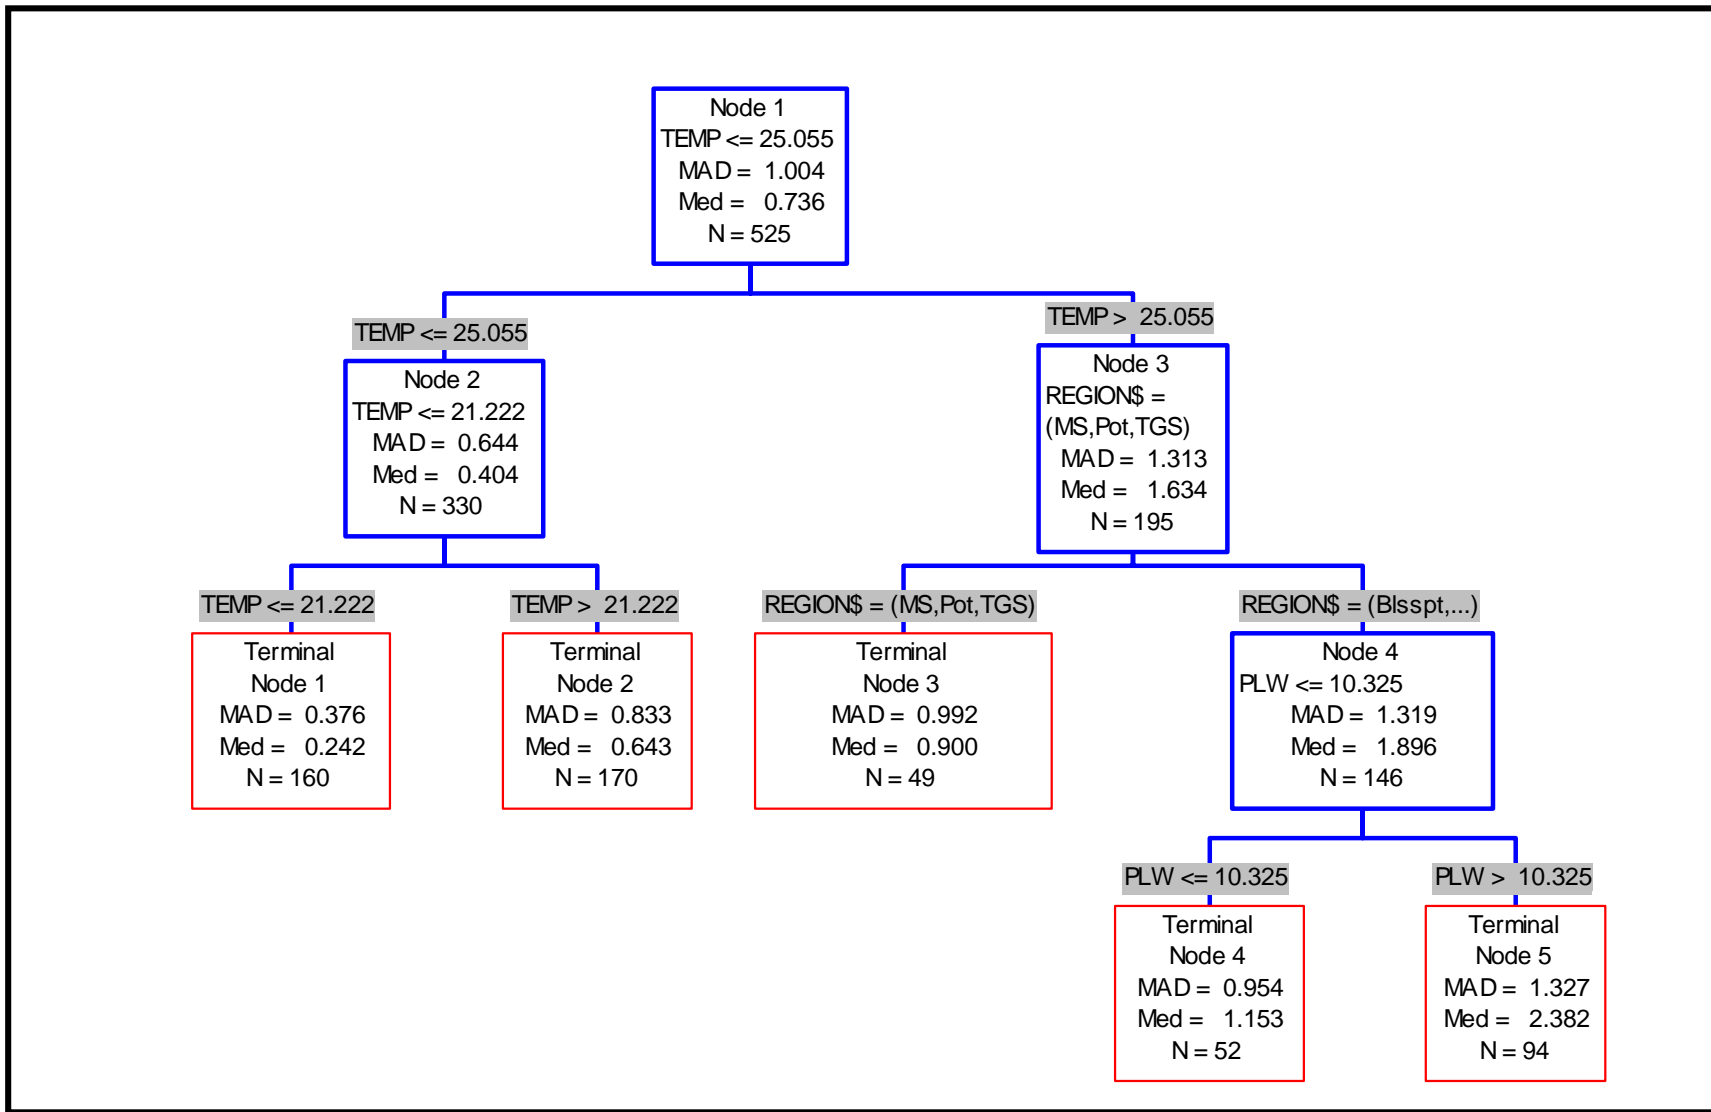 Node 1
TEMP <= 25.055
MAD = 1.004
Med = 0.736
N = 525
TEMP <= 25.055
TEMP > 25.055
Node 2
TEMP <= 21.222
MAD = 0.644
Med = 0.404
N = 330
Node 3
REGION$ =
(MS,Pot,TGS)
MAD = 1.313
Med = 1.634
N = 195
TEMP <= 21.222
TEMP > 21.222
REGION$ = (MS,Pot,TGS)
REGION$ = (Blsspt,...)
Terminal
Node 1
MAD = 0.376
Med = 0.242
N = 160
Terminal
Node 2
MAD = 0.833
Med = 0.643
N = 170
Terminal
Node 3
MAD = 0.992
Med = 0.900
N = 49
Node 4
PLW <= 10.325
MAD = 1.319
Med = 1.896
N = 146
PLW <= 10.325
PLW > 10.325
Terminal
Node 4
MAD = 0.954
Med = 1.153
N = 52
Terminal
Node 5
MAD = 1.327
Med = 2.382
N = 94